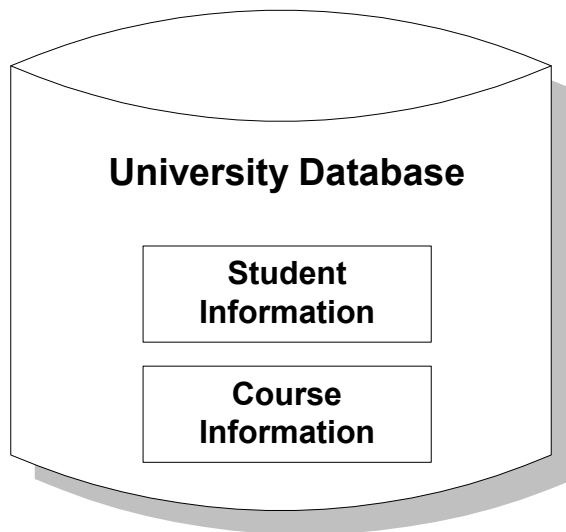 University Database
Student
Information
Course
Information